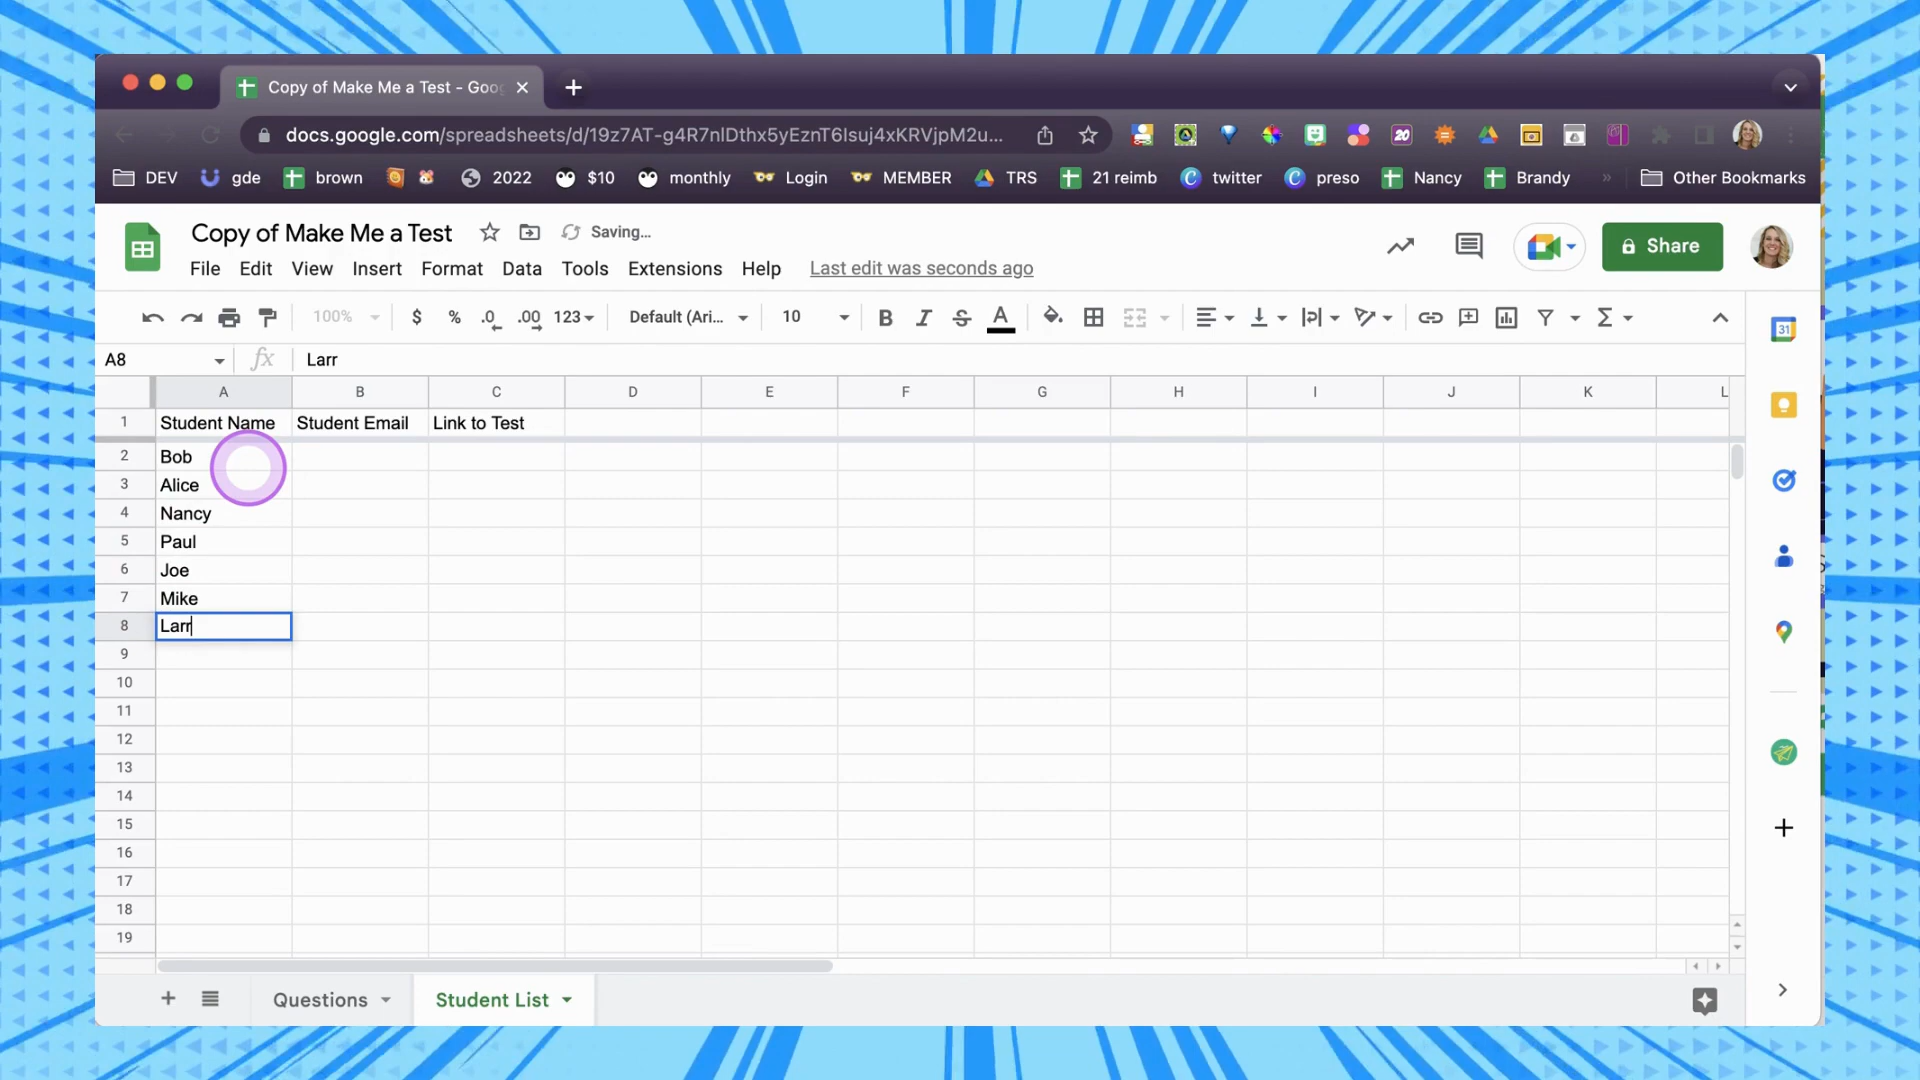 Copy of Make Me a Test - Goo
docs.google.com/spreadsheets/d/19z7AT-g4R7nlDthx5yEznT6Isuj4xKRVjpM2u...
20
DEV gde brown 2022 $10 monthly Login MEMBER TRS 21 reimb twitter preso Nancy Brandy » Other Bookmarks
Copy of Make Me a Test Saving...
Share
File Edit View Insert Format Data Tools Extensions Help Last edit was seconds ago
100% $ % .0 .00 123 Default (Ari... 10 B I S A
31
A8 fx Larr
A B C D E F G H I J K L
1 Student Name Student Email Link to Test
2 Bob
3 Alice
4 Nancy
5 Paul
6 Joe
7 Mike
8 Larr
9
10
11
12
13
14
15
16
17
18
19
Questions Student List